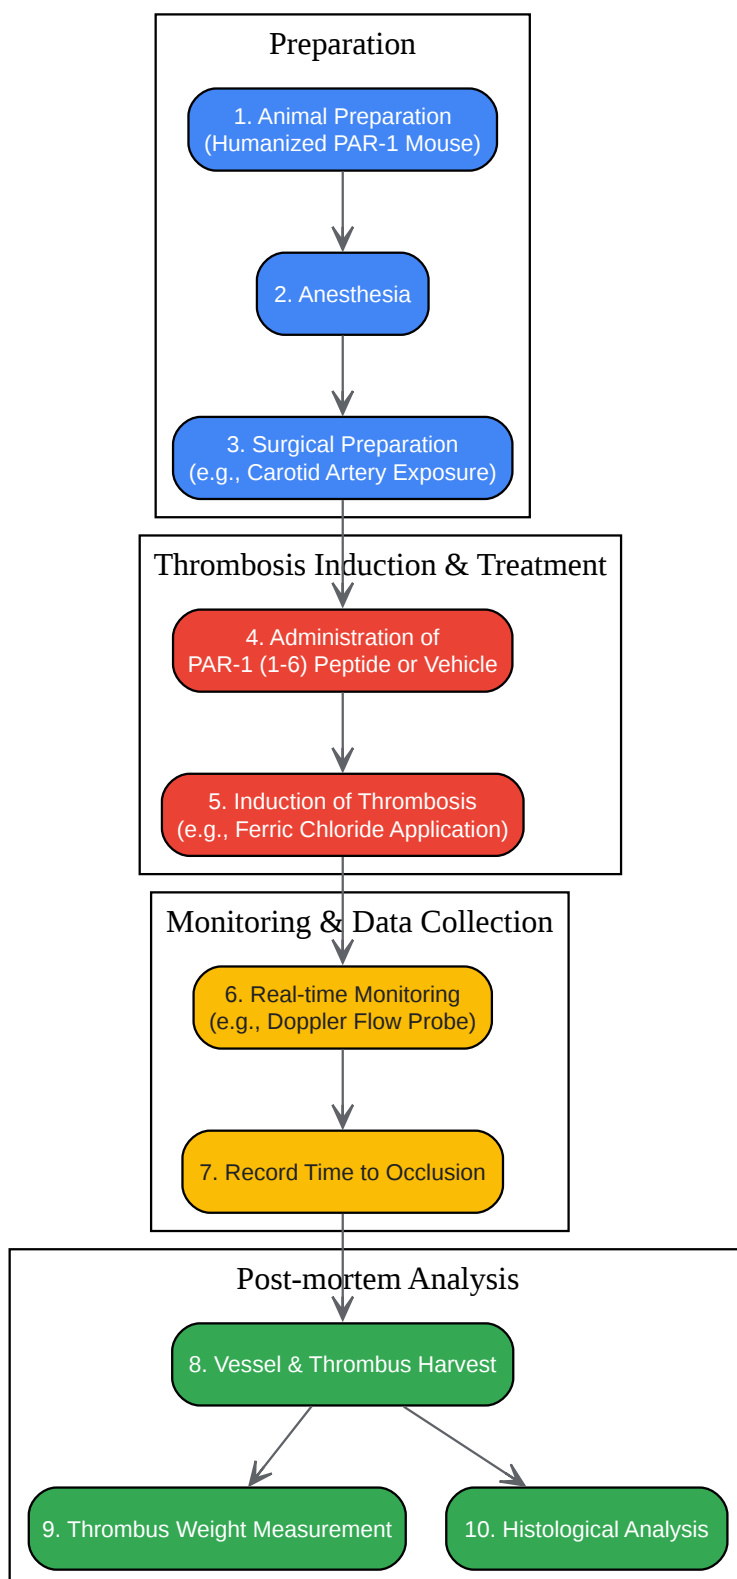 Preparation
1. Animal Preparation
(Humanized PAR-1 Mouse)
2. Anesthesia
3. Surgical Preparation
(e.g., Carotid Artery Exposure)
Thrombosis Induction & Treatment
4. Administration of
PAR-1 (1-6) Peptide or Vehicle
5. Induction of Thrombosis
(e.g., Ferric Chloride Application)
Monitoring & Data Collection
6. Real-time Monitoring
(e.g., Doppler Flow Probe)
7. Record Time to Occlusion
Post-mortem Analysis
8. Vessel & Thrombus Harvest
9. Thrombus Weight Measurement
10. Histological Analysis